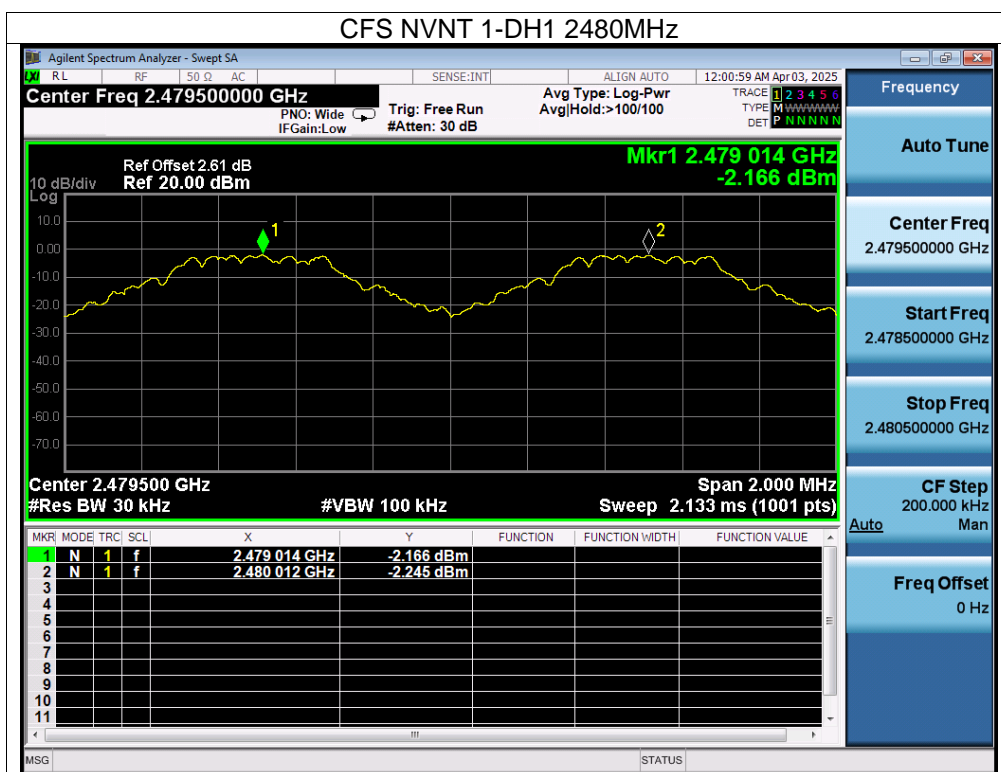 CFS NVNT 1-DH1 2480MHz
Agilent Spectrum Analyzer - Swept SA
LXI RL RF 50 Ω AC SENSE:INT ALIGN AUTO 12:00:59 AM Apr 03, 2025
Center Freq 2.479500000 GHz
PNO: Wide
IFGain:Low
Trig: Free Run
#Atten: 30 dB
Avg Type: Log-Pwr
Avg|Hold:>100/100
TRACE 1 2 3 4 5 6
TYPE M W W W W W
DET P N N N N N
Ref Offset 2.61 dB
Ref 20.00 dBm
10 dB/div
Log
Mkr1 2.479 014 GHz
-2.166 dBm
10.0
0.00
-10.0
-20.0
-30.0
-40.0
-50.0
-60.0
-70.0
1
2
Center 2.479500 GHz Span 2.000 MHz
#Res BW 30 kHz #VBW 100 kHz Sweep 2.133 ms (1001 pts)
MKR MODE TRC SCL X Y FUNCTION FUNCTION WIDTH FUNCTION VALUE
1 N 1 f 2.479 014 GHz -2.166 dBm
2 N 1 f 2.480 012 GHz -2.245 dBm
3
4
5
6
7
8
9
10
11
MSG STATUS
Frequency
Auto Tune
Center Freq
2.479500000 GHz
Start Freq
2.478500000 GHz
Stop Freq
2.480500000 GHz
CF Step
200.000 kHz
Auto Man
Freq Offset
0 Hz